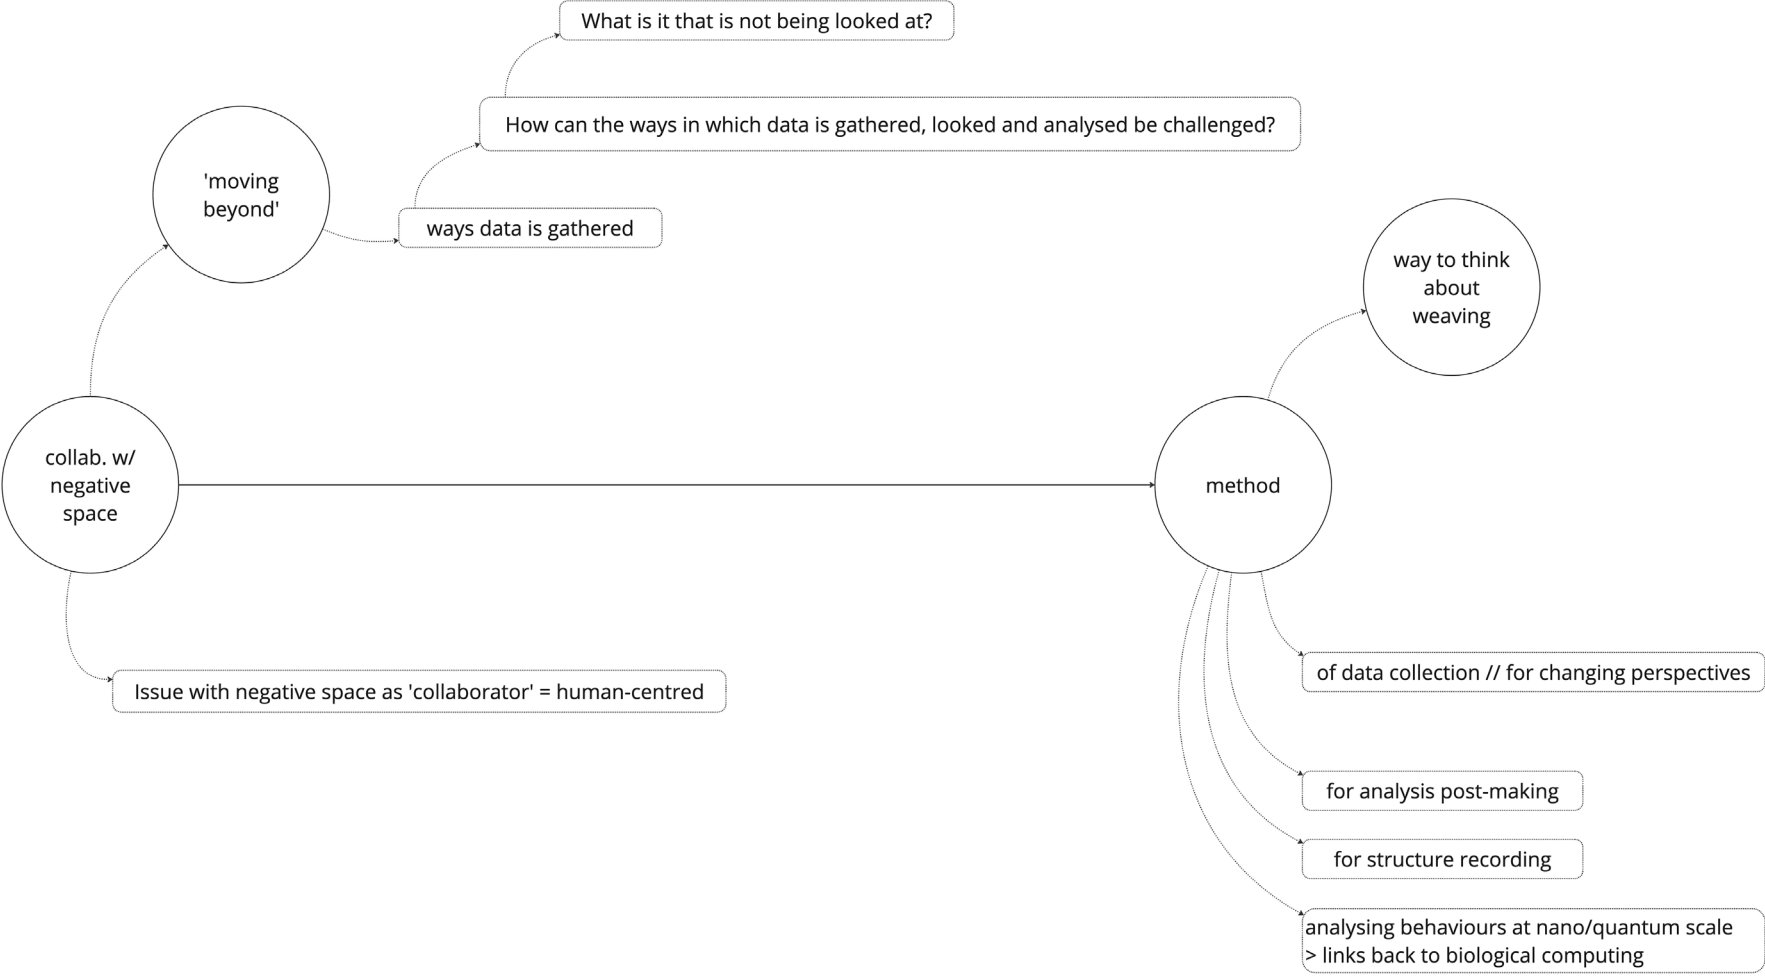 What is it that is not being looked at?
How can the ways in which data is gathered, looked and analysed be challenged?
'moving
beyond'
ways data is gathered
way to think
about
weaving
collab. w/
negative
space
method
Issue with negative space as 'collaborator' = human-centred
of data collection // for changing perspectives
for analysis post-making
for structure recording
analysing behaviours at nano/quantum scale
> links back to biological computing